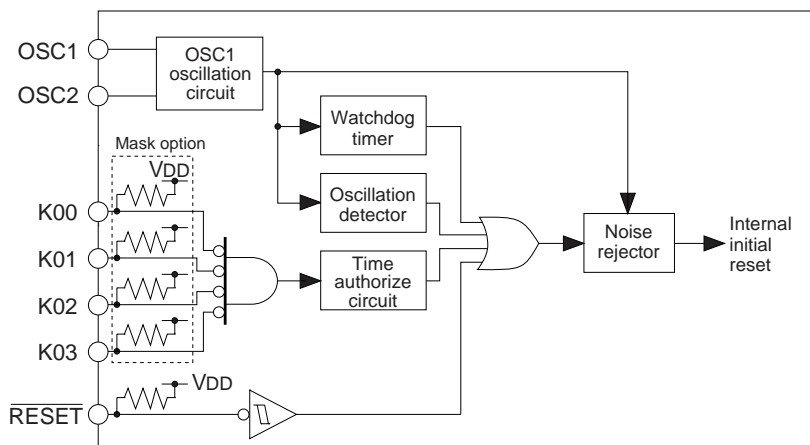 OSC1
OSC2
OSC1
oscillation
circuit
Mask option
VDD
K00
K01
K02
K03
RESET
VDD
Watchdog
timer
Oscillation
detector
Time
authorize
circuit
Noise
rejector
Internal
initial
reset